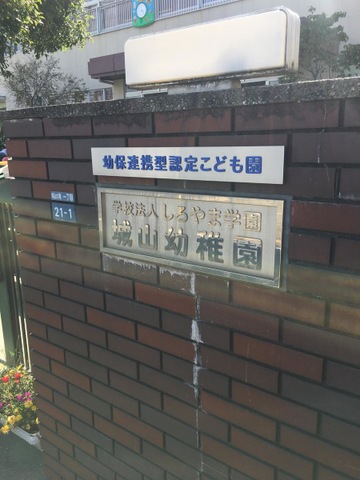 幼保連携型認定こども園
学校法人しろやま学園
城山幼稚園
21-1